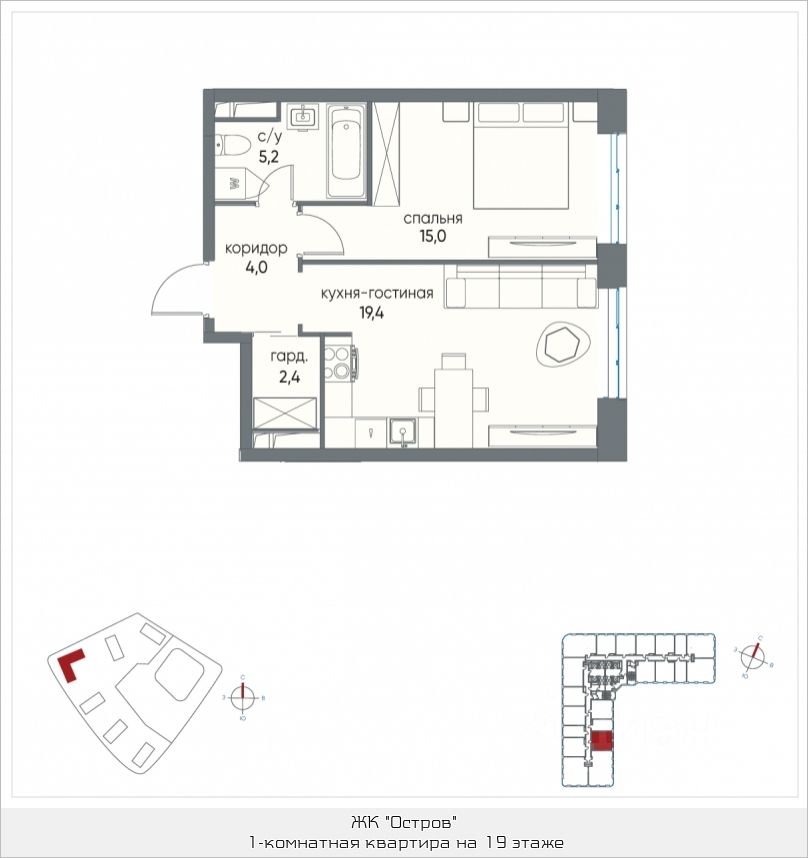 с/у
5,2
спальня
15,0
коридор
4,0
кухня-гостиная
19,4
гард.
2,4
W
С
З
В
Ю
С
З
В
Ю
ЖК "Остров"
1-комнатная квартира на 19 этаже